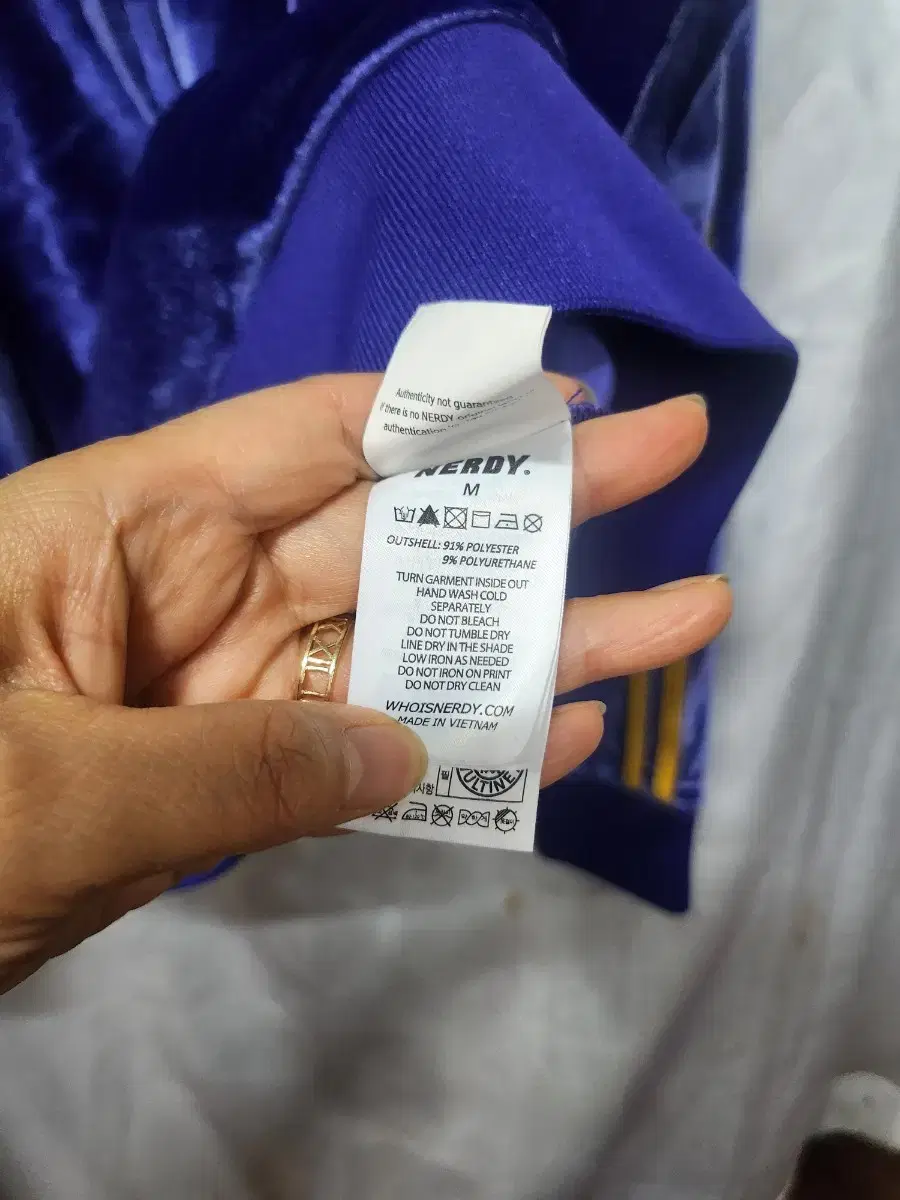 Authenticity not guaranteed
if there is no NERDY
authentication
NERDY.
M
OUTSHELL: 91% POLYESTER
9% POLYURETHANE
TURN GARMENT INSIDE OUT
HAND WASH COLD
SEPARATELY
DO NOT BLEACH
DO NOT TUMBLE DRY
LINE DRY IN THE SHADE
LOW IRON AS NEEDED
DO NOT IRON ON PRINT
DO NOT DRY CLEAN
WHOISNERDY.COM
MADE IN VIETNAM